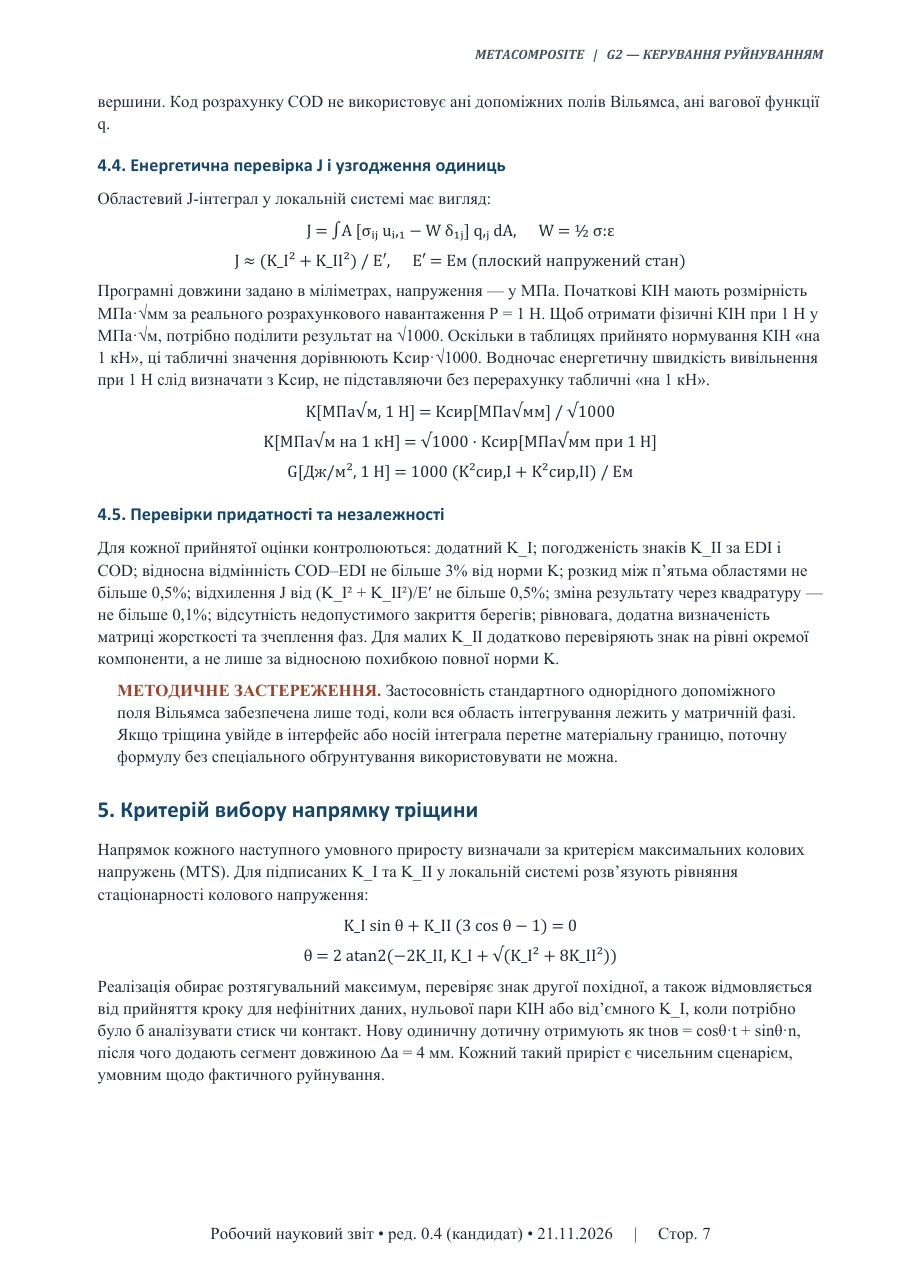 METACOMPOSITE | G2 — КЕРУВАННЯ РУЙНУВАННЯМ
вершини. Код розрахунку COD не використовує ані допоміжних полів Вільямса, ані вагової функції
q.
4.4. Енергетична перевірка J і узгодження одиниць
Областевий J-інтеграл у локальній системі має вигляд:
J = ∫A [σᵢⱼ uᵢ,₁ − W δ₁ⱼ] q,ⱼ dA, W = ½ σ:ε
J ≈ (K_I² + K_II²) / E′, E′ = Eм (плоский напружений стан)
Програмні довжини задано в міліметрах, напруження — у МПа. Початкові КІН мають розмірність
МПа·√мм за реального розрахункового навантаження P = 1 Н. Щоб отримати фізичні КІН при 1 Н у
МПа·√м, потрібно поділити результат на √1000. Оскільки в таблицях прийнято нормування КІН «на
1 кН», ці табличні значення дорівнюють Kсир·√1000. Водночас енергетичну швидкість вивільнення
при 1 Н слід визначати з Kсир, не підставляючи без перерахунку табличні «на 1 кН».
K[МПа√м, 1 Н] = Kсир[МПа√мм] / √1000
K[МПа√м на 1 кН] = √1000 · Kсир[МПа√мм при 1 Н]
G[Дж/м², 1 Н] = 1000 (K²сир,I + K²сир,II) / Eм
4.5. Перевірки придатності та незалежності
Для кожної прийнятої оцінки контролюються: додатний K_I; погодженість знаків K_II за EDI і
COD; відносна відмінність COD–EDI не більше 3% від норми K; розкид між п’ятьма областями не
більше 0,5%; відхилення J від (K_I² + K_II²)/E′ не більше 0,5%; зміна результату через квадратуру —
не більше 0,1%; відсутність недопустимого закриття берегів; рівновага, додатна визначеність
матриці жорсткості та зчеплення фаз. Для малих K_II додатково перевіряють знак на рівні окремої
компоненти, а не лише за відносною похибкою повної норми K.
МЕТОДИЧНЕ ЗАСТЕРЕЖЕННЯ. Застосовність стандартного однорідного допоміжного
поля Вільямса забезпечена лише тоді, коли вся область інтегрування лежить у матричній фазі.
Якщо тріщина увійде в інтерфейс або носій інтеграла перетне матеріальну границю, поточну
формулу без спеціального обґрунтування використовувати не можна.
5. Критерій вибору напрямку тріщини
Напрямок кожного наступного умовного приросту визначали за критерієм максимальних колових
напружень (MTS). Для підписаних K_I та K_II у локальній системі розв’язують рівняння
стаціонарності колового напруження:
K_I sin θ + K_II (3 cos θ − 1) = 0
θ = 2 atan2(−2K_II, K_I + √(K_I² + 8K_II²))
Реалізація обирає розтягувальний максимум, перевіряє знак другої похідної, а також відмовляється
від прийняття кроку для нефінітних даних, нульової пари КІН або від’ємного K_I, коли потрібно
було б аналізувати стиск чи контакт. Нову одиничну дотичну отримують як tнов = cosθ·t + sinθ·n,
після чого додають сегмент довжиною Δa = 4 мм. Кожний такий приріст є чисельним сценарієм,
умовним щодо фактичного руйнування.
Робочий науковий звіт • ред. 0.4 (кандидат) • 21.11.2026 | Стор. 7